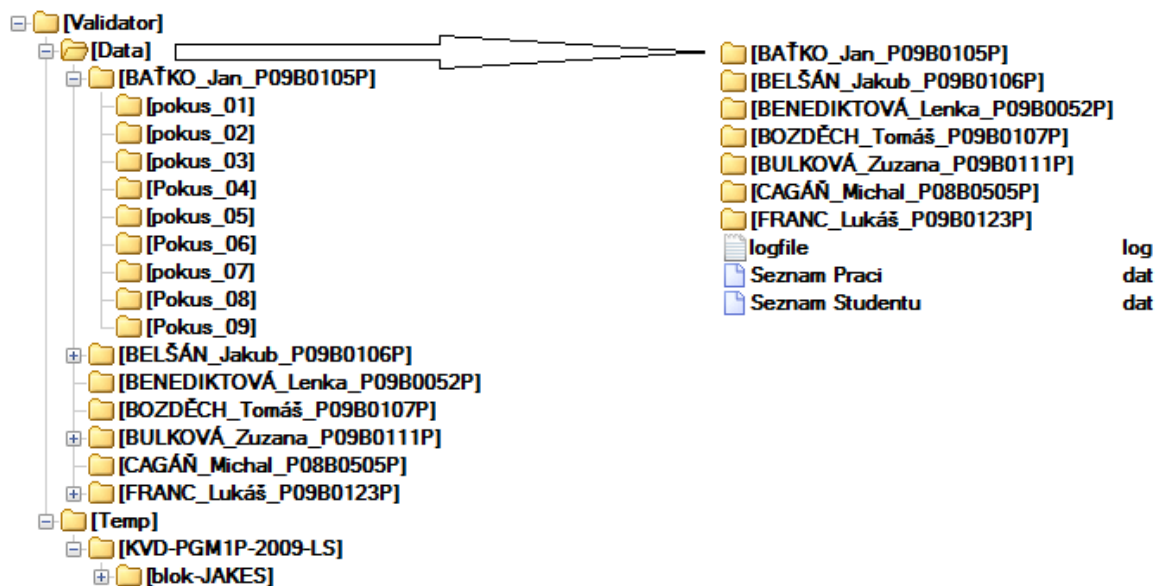 [Validator]
[Data]
[BAŤKO_Jan_P09B0105P]
[pokus_01]
[pokus_02]
[pokus_03]
[Pokus_04]
[pokus_05]
[Pokus_06]
[pokus_07]
[Pokus_08]
[Pokus_09]
[BELŠÁN_Jakub_P09B0106P]
[BENEDIKTOVÁ_Lenka_P09B0052P]
[BOZDĚCH_Tomáš_P09B0107P]
[BULKOVÁ_Zuzana_P09B0111P]
[CAGÁŇ_Michal_P08B0505P]
[FRANC_Lukáš_P09B0123P]
[Temp]
[KVD-PGM1P-2009-LS]
[blok-JAKES]
[BAŤKO_Jan_P09B0105P]
[BELŠÁN_Jakub_P09B0106P]
[BENEDIKTOVÁ_Lenka_P09B0052P]
[BOZDĚCH_Tomáš_P09B0107P]
[BULKOVÁ_Zuzana_P09B0111P]
[CAGÁŇ_Michal_P08B0505P]
[FRANC_Lukáš_P09B0123P]
logfile log
Seznam Praci dat
Seznam Studentu dat